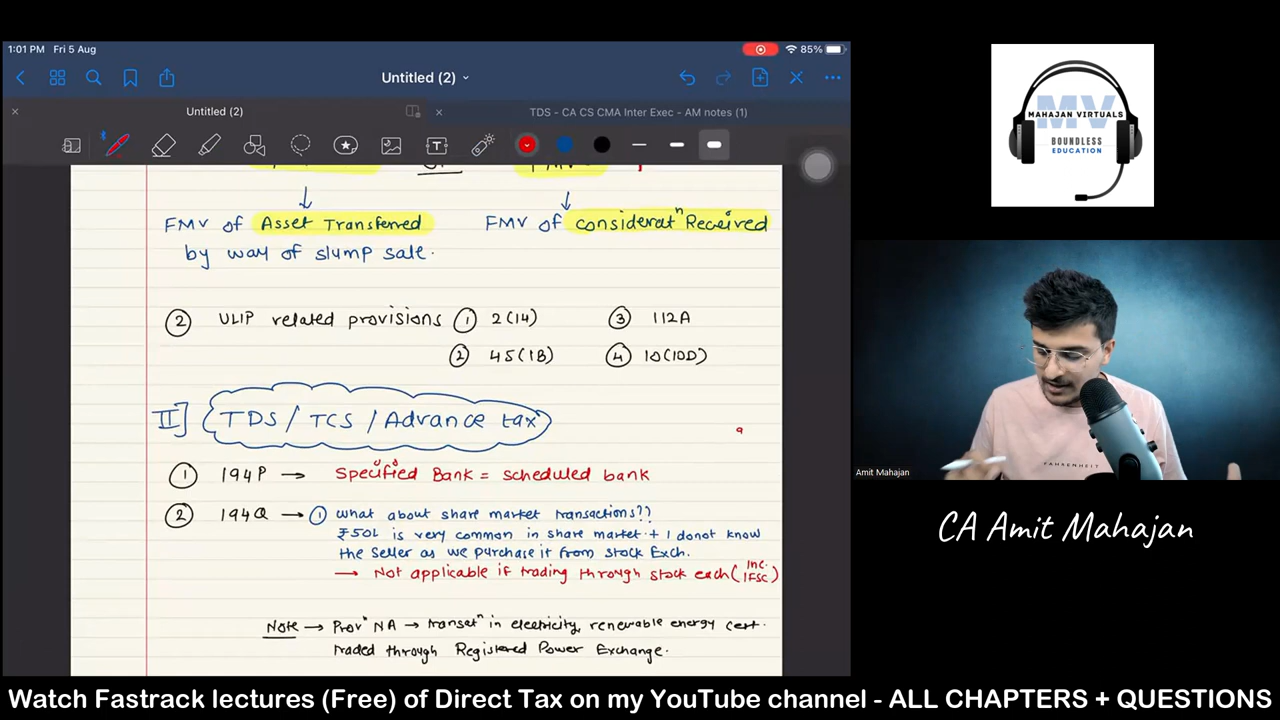 1:01 PM Fri 5 Aug
85%
Untitled (2)
Untitled (2)
TDS - CA CS CMA Inter Exec - AM notes (1)
FMV of Asset Transferred
by way of slump sale.
FMV of consideratⁿ Received
② ULIP related provisions ① 2(14) ③ 112A
② 45(1B) ④ 10(10D)
II] TDS / TCS / Advance tax
① 194P → Specified Bank = scheduled bank
② 194Q → ① what about share market transactions??
₹50L is very common in share market + I donot know
the seller as we purchase it from stock Exch.
→ Not applicable if trading through stock exch (Inc. IFSC)
Note → Provⁿ NA → transctⁿ in electricity, renewable energy cert.
traded through Registered Power Exchange.
MV
MAHAJAN VIRTUALS
BOUNDLESS
EDUCATION
FAHRENHEIT
Amit Mahajan
CA Amit Mahajan
Watch Fastrack lectures (Free) of Direct Tax on my YouTube channel - ALL CHAPTERS + QUESTIONS